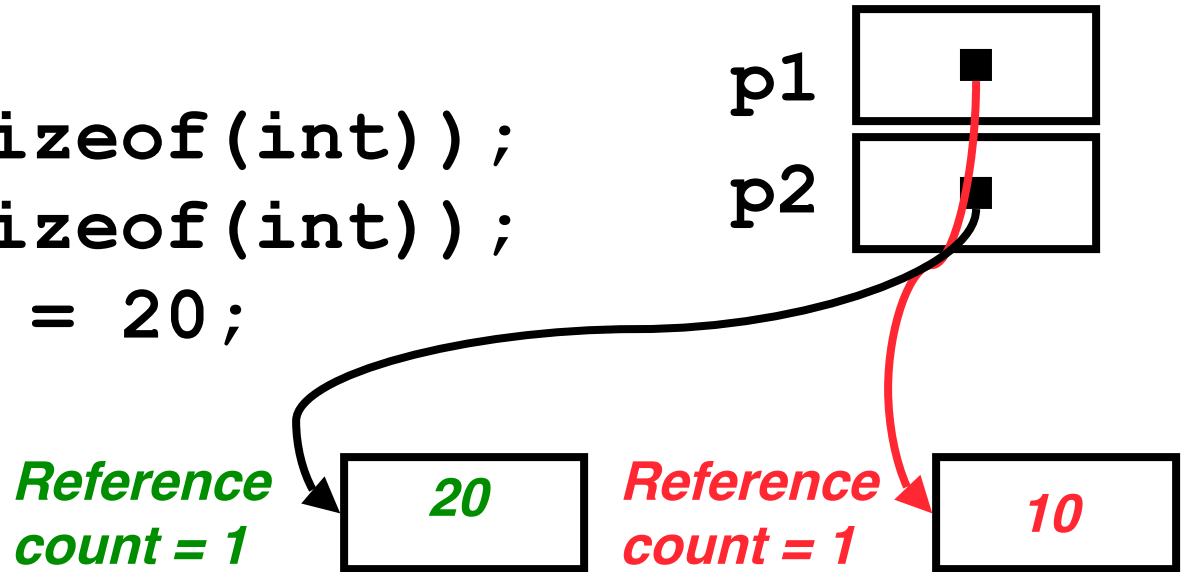 izeof(int));
izeof(int));
= 20;
p1
p2
Reference
count = 1
20
Reference
count = 1
10